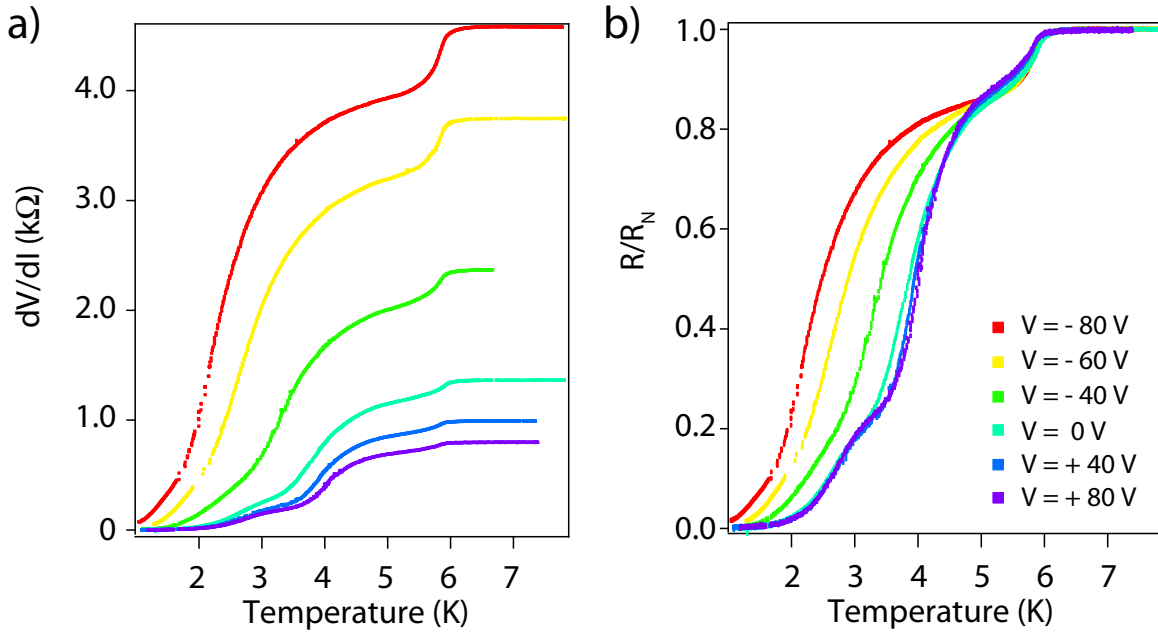 a)
dV/dI (kΩ)
4.0
3.0
2.0
1.0
0
2 3 4 5 6 7
Temperature (K)
b)
R/R_N
1.0
0.8
0.6
0.4
0.2
0.0
2 3 4 5 6 7
Temperature (K)
V = - 80 V
V = - 60 V
V = - 40 V
V = 0 V
V = + 40 V
V = + 80 V